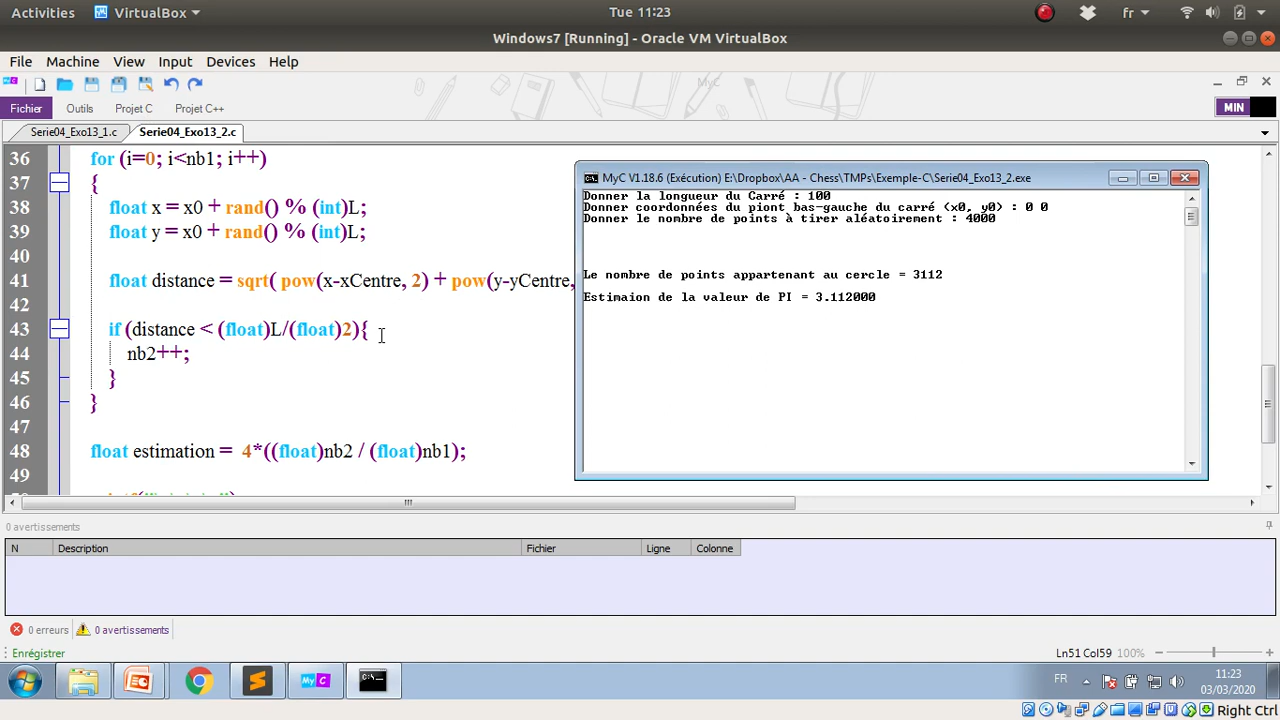 Activities VirtualBox Tue 11:23 fr
Windows7 [Running] - Oracle VM VirtualBox
File Machine View Input Devices Help
MyC
Fichier Outils Projet C Projet C++ MIN
Serie04_Exo13_1.c Serie04_Exo13_2.c
36 for (i=0; i<nb1; i++)
37 {
38 float x = x0 + rand() % (int)L;
39 float y = x0 + rand() % (int)L;
40
41 float distance = sqrt( pow(x-xCentre, 2) + pow(y-yCentre,
42
43 if (distance < (float)L/(float)2){
44 nb2++;
45 }
46 }
47
48 float estimation = 4*((float)nb2 / (float)nb1);
49
MyC V1.18.6 (Exécution) E:\Dropbox\AA - Chess\TMPs\Exemple-C\Serie04_Exo13_2.exe
Donner la longueur du Carré : 100
Donner coordonnées du piont bas-gauche du carré (x0, y0) : 0 0
Donner le nombre de points à tirer aléatoirement : 4000
Le nombre de points appartenant au cercle = 3112
Estimaion de la valeur de PI = 3.112000
0 avertissements
N Description Fichier Ligne Colonne
0 erreurs 0 avertissements
Enrégistrer Ln51 Col59 100%
MyC C:\. FR 11:23
03/03/2020
Right Ctrl